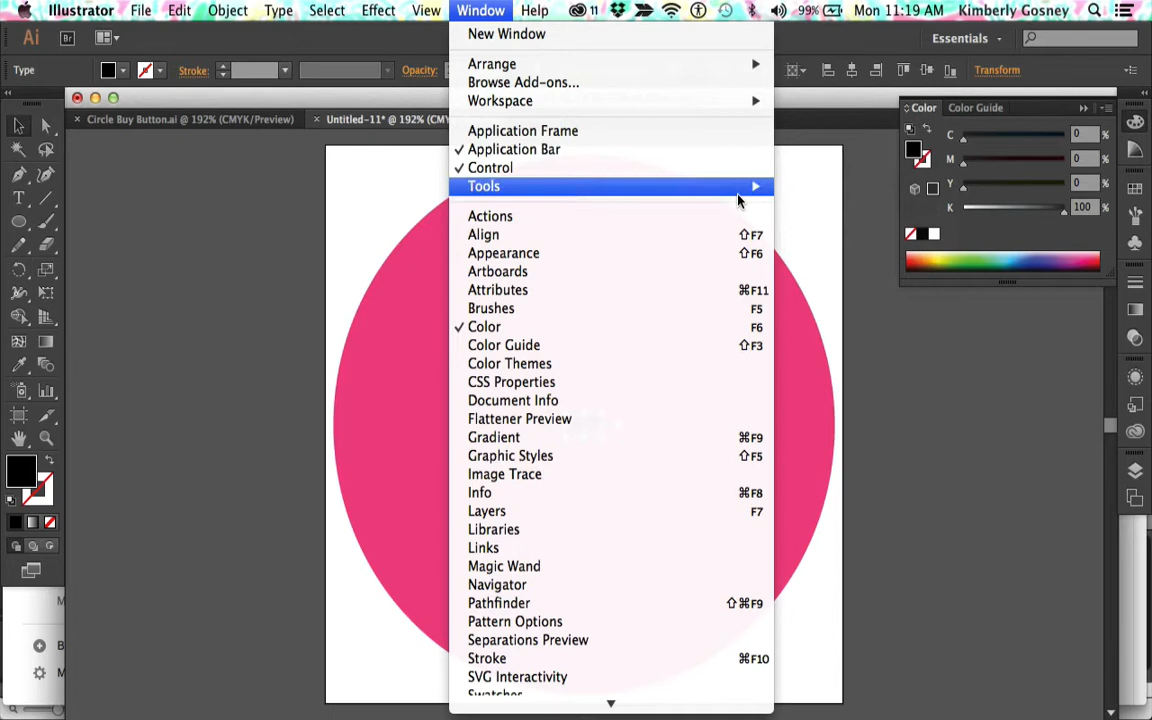 Illustrator File Edit Object Type Select Effect View Window Help 11 99% Mon 11:19 AM Kimberly Gosney
Ai Br Essentials
Type Stroke: Opacity: Transform
Circle Buy Button.ai @ 192% (CMYK/Preview)
Untitled-11* @ 192% (CM
New Window
Arrange
Browse Add-ons...
Workspace
Application Frame
Application Bar
Control
Tools
Actions
Align ⇧F7
Appearance ⇧F6
Artboards
Attributes ⌘F11
Brushes F5
Color F6
Color Guide ⇧F3
Color Themes
CSS Properties
Document Info
Flattener Preview
Gradient ⌘F9
Graphic Styles ⇧F5
Image Trace
Info ⌘F8
Layers F7
Libraries
Links
Magic Wand
Navigator
Pathfinder ⇧⌘F9
Pattern Options
Separations Preview
Stroke ⌘F10
SVG Interactivity
Swatches
Color Color Guide
C 0 %
M 0 %
Y 0 %
K 100 %
M
B
M